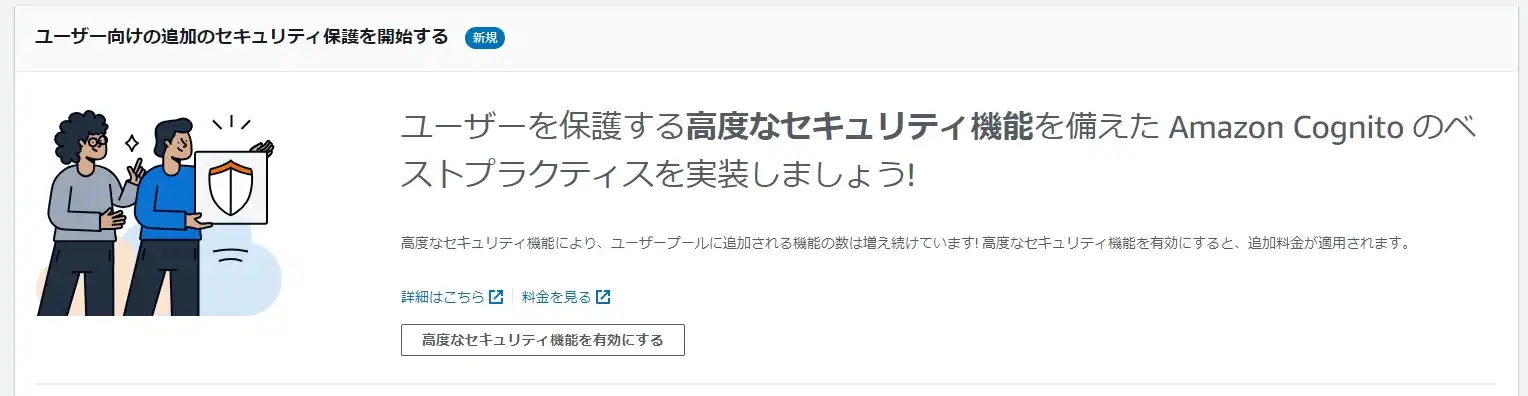 ユーザー向けの追加のセキュリティ保護を開始する 新規
ユーザーを保護する高度なセキュリティ機能を備えた Amazon Cognito のベ
ストプラクティスを実装しましょう!
高度なセキュリティ機能により、ユーザープールに追加される機能の数は増え続けています! 高度なセキュリティ機能を有効にすると、追加料金が適用されます。
詳細はこちら 料金を見る
高度なセキュリティ機能を有効にする